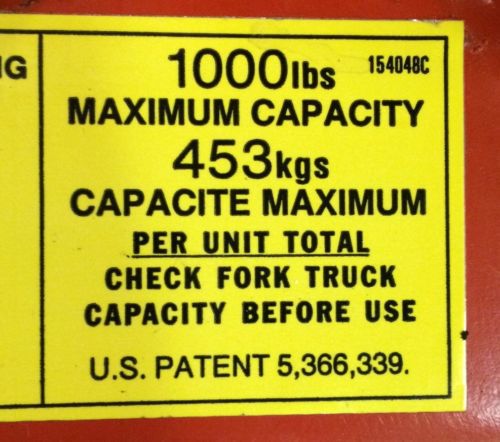 NG
1000lbs 154048C
MAXIMUM CAPACITY
453kgs
CAPACITE MAXIMUM
PER UNIT TOTAL
CHECK FORK TRUCK
CAPACITY BEFORE USE
U.S. PATENT 5,366,339.